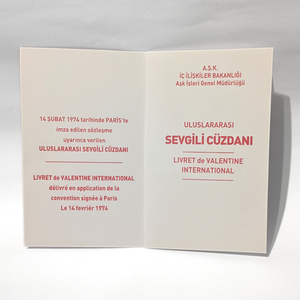 14 ŞUBAT 1974 tarihinde PARİS'te
imza edilen sözleşme
uyarınca verilen
ULUSLARARASI SEVGİLİ CÜZDANI
LIVRET de VALENTINE INTERNATIONAL
délivré en application de la
convention signée à Paris
Le 14 fevriér 1974
A.Ş.K.
İÇ İLİŞKİLER BAKANLIĞI
Aşk İşleri Genel Müdürlüğü
ULUSLARARASI
SEVGİLİ CÜZDANI
LIVRET de VALENTINE
INTERNATIONAL